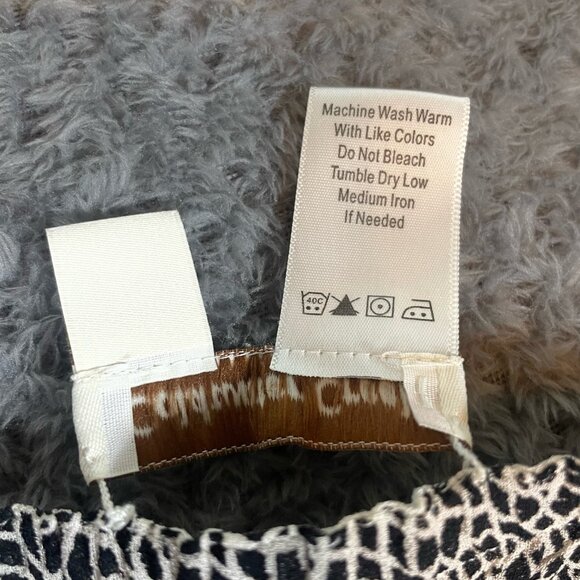 Machine Wash Warm
With Like Colors
Do Not Bleach
Tumble Dry Low
Medium Iron
If Needed
40C